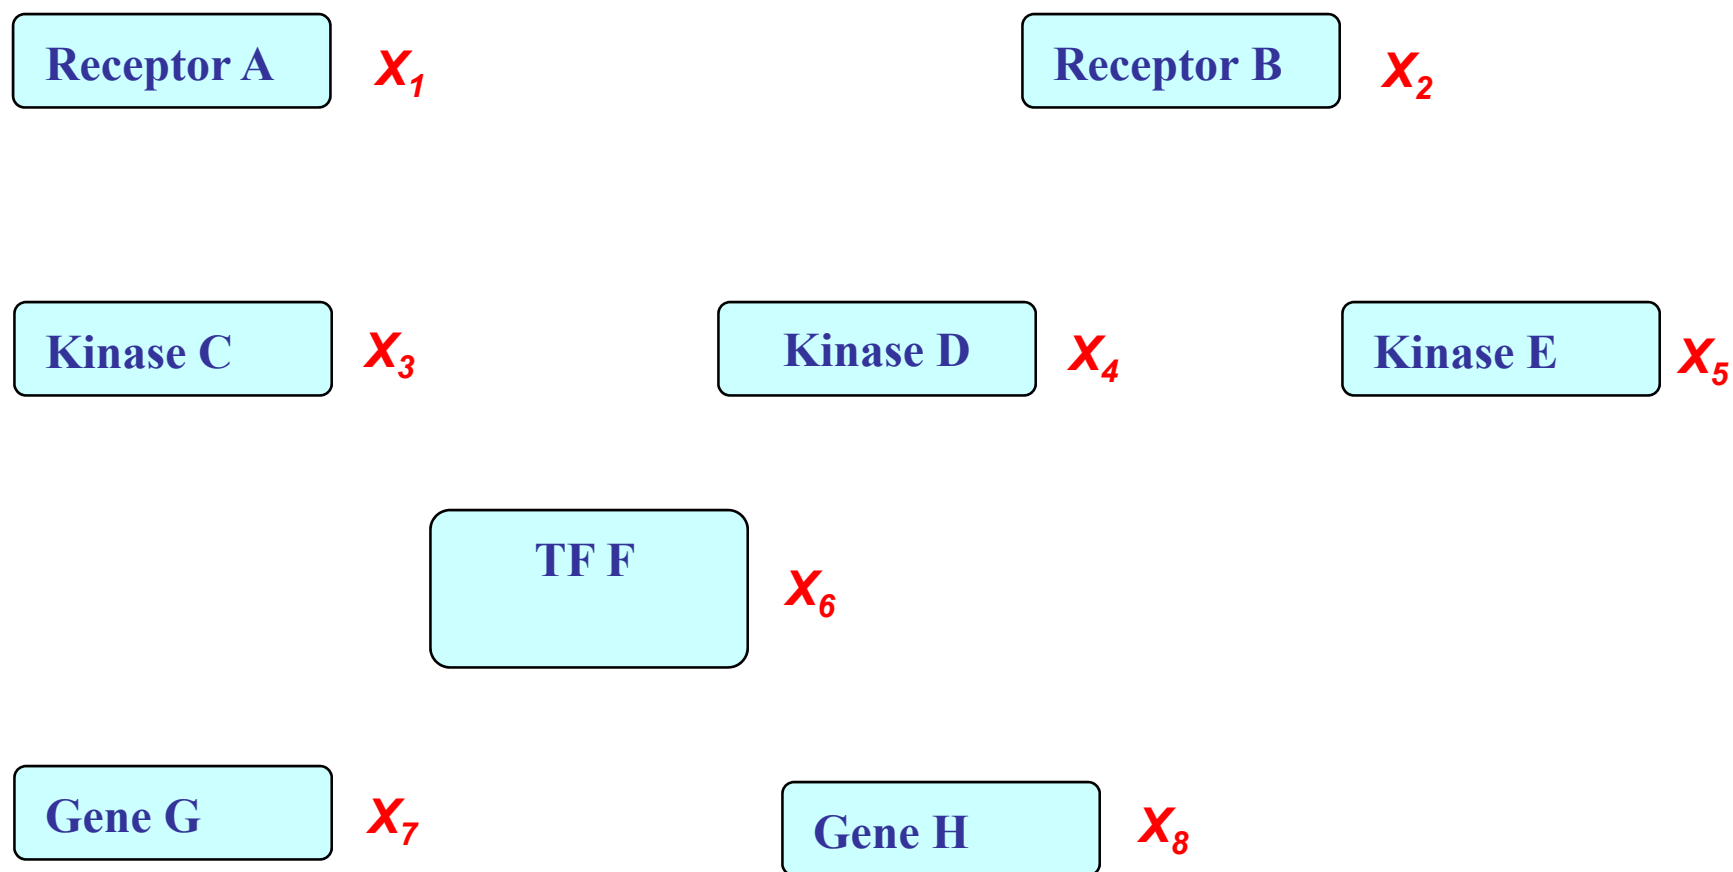 Receptor A X1
Receptor B X2
Kinase C X3
Kinase D X4
Kinase E X5
TF F X6
Gene G X7
Gene H X8